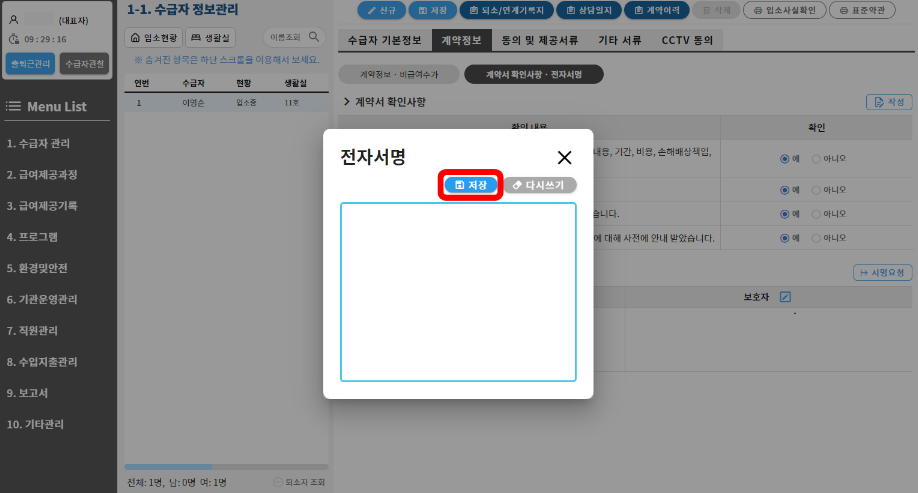 (대표자)
09 : 29 : 16
출퇴근관리
수급자관찰
Menu List
1. 수급자 관리
2. 급여제공과정
3. 급여제공기록
4. 프로그램
5. 환경및안전
6. 기관운영관리
7. 직원관리
8. 수입지출관리
9. 보고서
10. 기타관리
1-1. 수급자 정보관리
입소현황
생활실
이름조회
※ 숨겨진 항목은 하단 스크롤을 이용해서 보세요.
연번 수급자 현황 생활실
1 이영순 입소중 11호
전체: 1명, 남: 0명 여: 1명
퇴소자 조회
신규
저장
퇴소/연계기록지
상담일지
계약이력
삭제
입소사실확인
표준약관
수급자 기본정보
계약정보
동의 및 제공서류
기타 서류
CCTV 동의
계약정보 · 비급여수가
계약서 확인사항 · 전자서명
계약서 확인사항
작성
확인 내용
확인
내용, 기간, 비용, 손해배상책임,
예 아니오
예 아니오
습니다.
예 아니오
에 대해 사전에 안내 받았습니다.
예 아니오
서명요청
보호자
전자서명
저장
다시쓰기